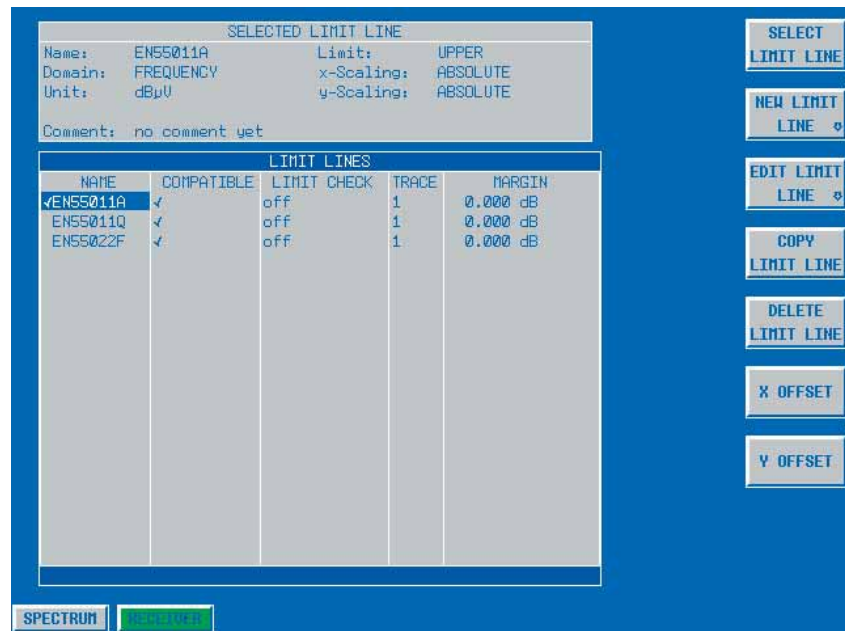 SELECTED LIMIT LINE
Name: EN55011A Limit: UPPER
Domain: FREQUENCY x-Scaling: ABSOLUTE
Unit: dBµV y-Scaling: ABSOLUTE
Comment: no comment yet
LIMIT LINES
NAME COMPATIBLE LIMIT CHECK TRACE MARGIN
✓EN55011A ✓ off 1 0.000 dB
EN55011Q ✓ off 1 0.000 dB
EN55022F ✓ off 1 0.000 dB
SELECT
LIMIT LINE
NEW LIMIT
LINE
EDIT LIMIT
LINE
COPY
LIMIT LINE
DELETE
LIMIT LINE
X OFFSET
Y OFFSET
SPECTRUM RECEIVER